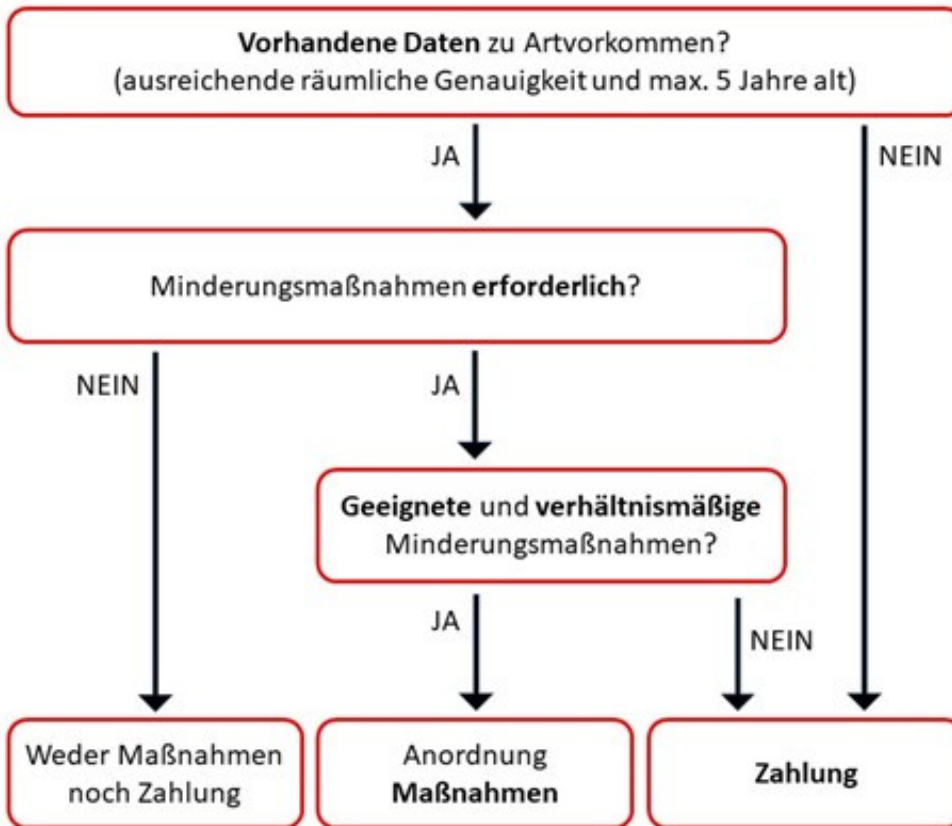 Vorhandene Daten zu Artvorkommen?
(ausreichende räumliche Genauigkeit und max. 5 Jahre alt)
JA
NEIN
Minderungsmaßnahmen erforderlich?
NEIN
JA
Geeignete und verhältnismäßige
Minderungsmaßnahmen?
JA
NEIN
Weder Maßnahmen
noch Zahlung
Anordnung
Maßnahmen
Zahlung